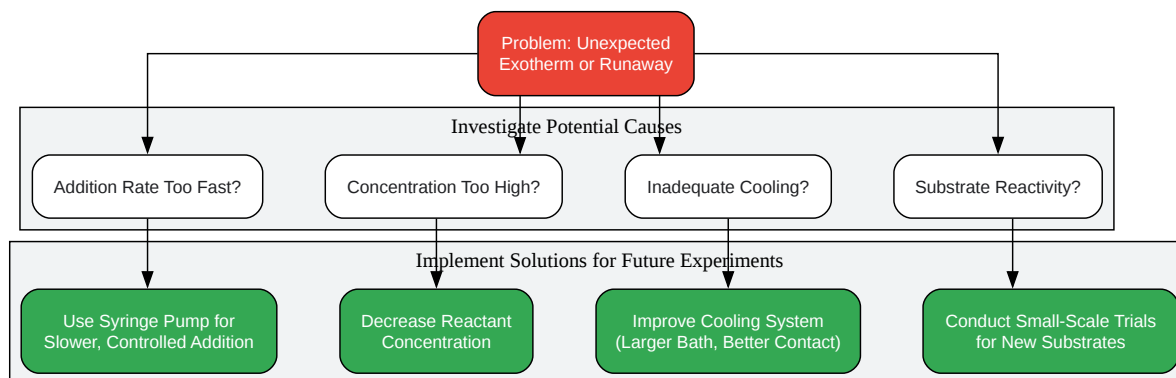 Problem: Unexpected
Exotherm or Runaway
Investigate Potential Causes
Addition Rate Too Fast?
Concentration Too High?
Inadequate Cooling?
Substrate Reactivity?
Implement Solutions for Future Experiments
Use Syringe Pump for
Slower, Controlled Addition
Decrease Reactant
Concentration
Improve Cooling System
(Larger Bath, Better Contact)
Conduct Small-Scale Trials
for New Substrates